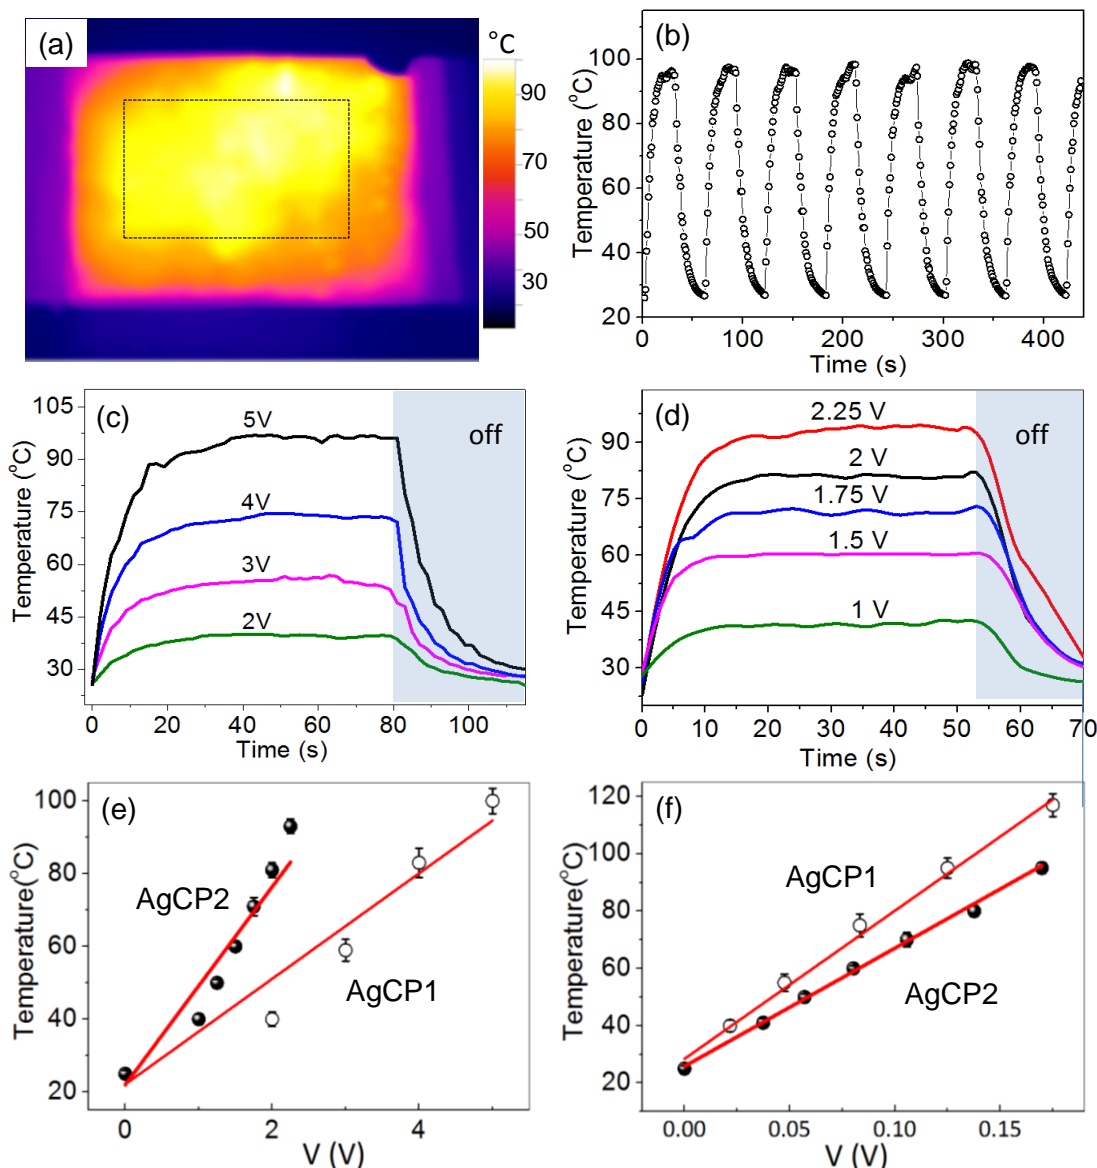 (a)
°C
90
70
50
30
(b)
Temperature (°C)
100
80
60
40
20
0 100 200 300 400
Time (s)
(c)
Temperature (°C)
105
90
75
60
45
30
5V
4V
3V
2V
off
0 20 40 60 80 100
Time (s)
(d)
Temperature (°C)
90
75
60
45
30
2.25 V
2 V
1.75 V
1.5 V
1 V
off
0 10 20 30 40 50 60 70
Time (s)
(e)
Temperature(°C)
100
80
60
40
20
AgCP2
AgCP1
0 2 4
V (V)
(f)
Temperature(°C)
120
100
80
60
40
20
AgCP1
AgCP2
0.00 0.05 0.10 0.15
V (V)